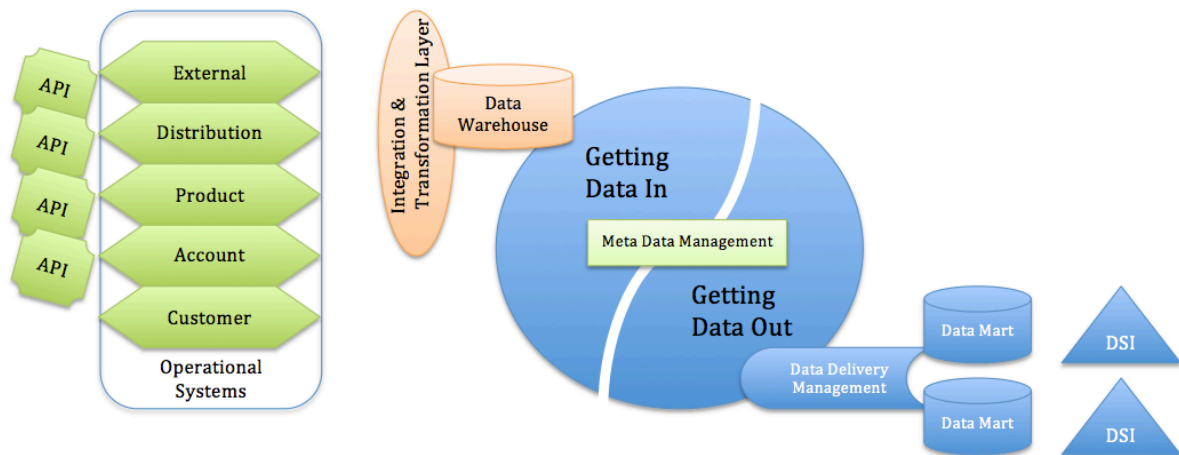 API
API
API
API
External
Distribution
Product
Account
Customer
Operational
Systems
Integration &
Transformation Layer
Data
Warehouse
Getting
Data In
Meta Data Management
Getting
Data Out
Data Delivery
Management
Data Mart
DSI
Data Mart
DSI